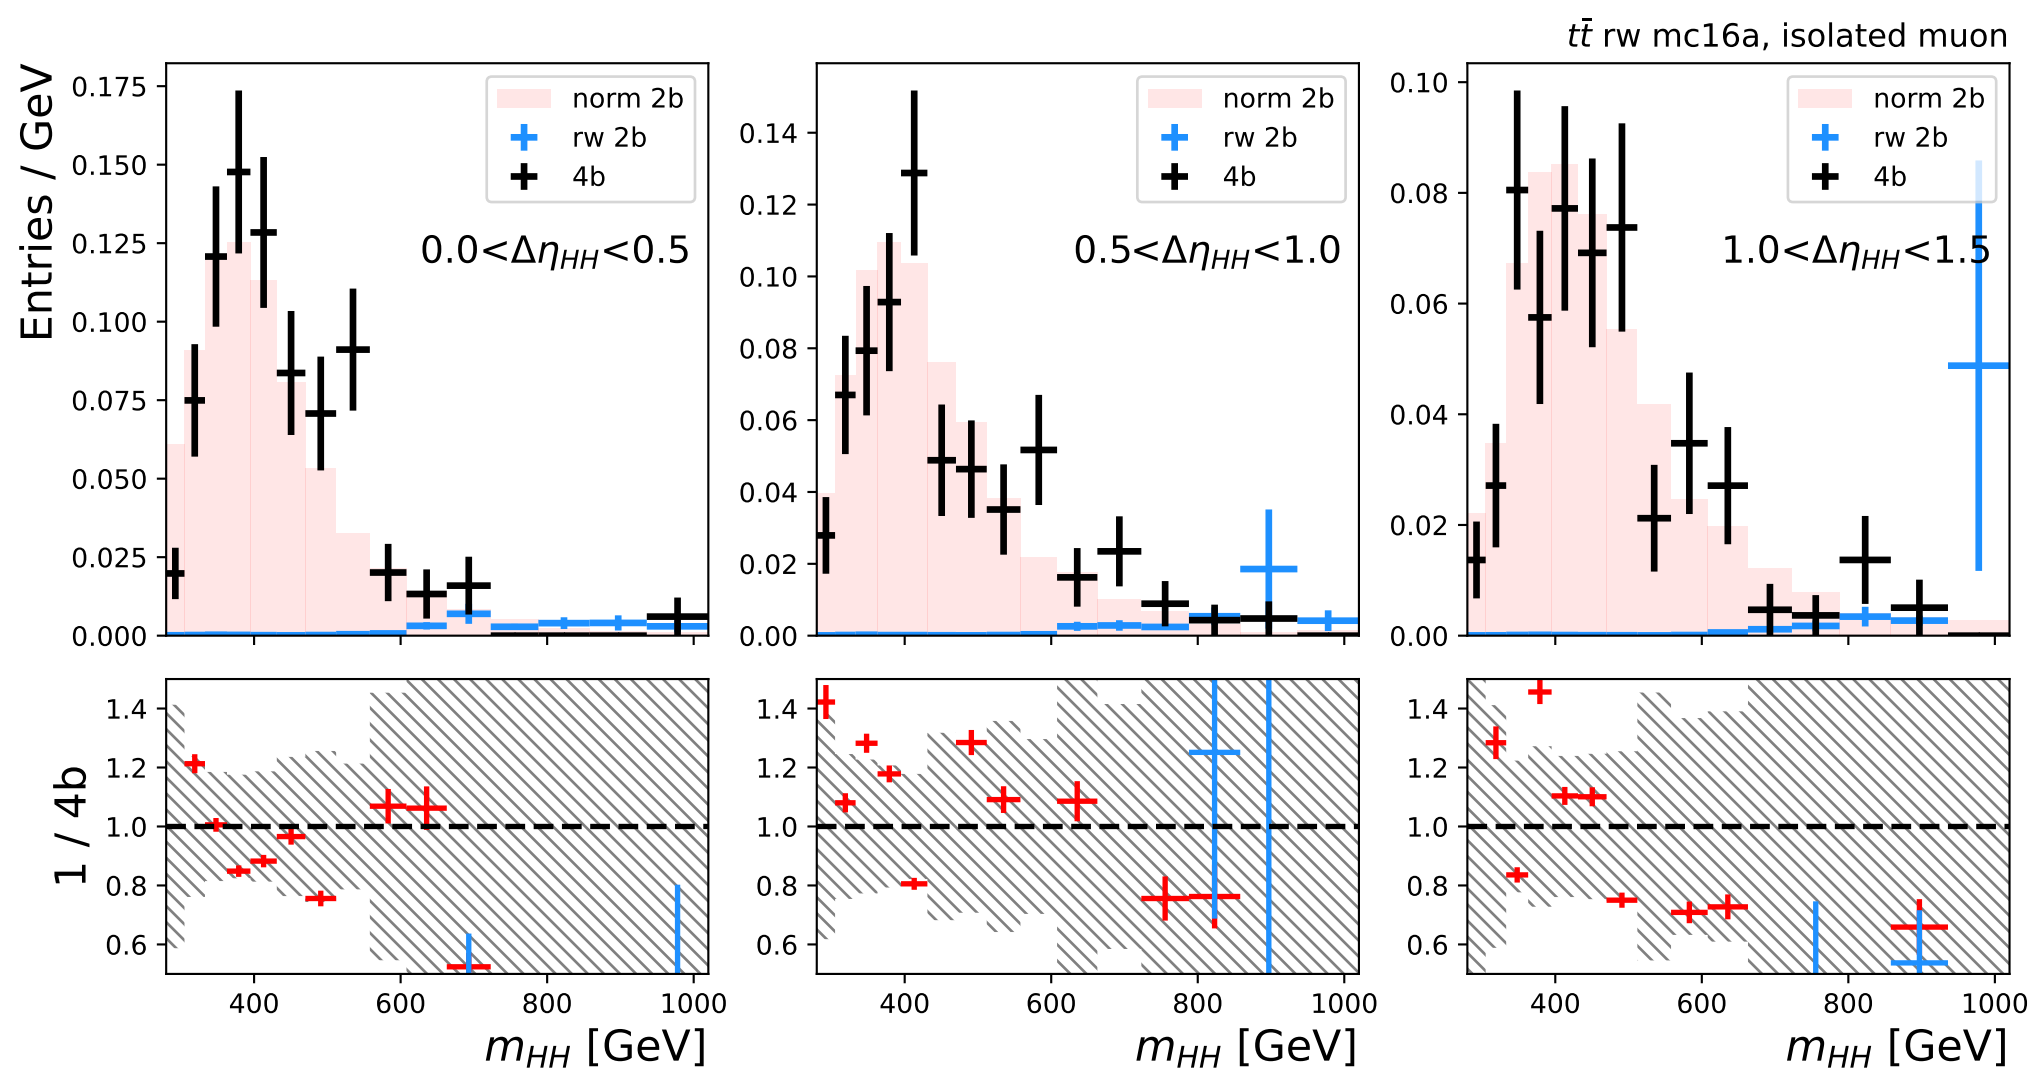 tt̄ rw mc16a, isolated muon
Entries / GeV
0.175
0.150
0.125
0.100
0.075
0.050
0.025
0.000
norm 2b
rw 2b
4b
0.0<Δη_HH<0.5
0.14
0.12
0.10
0.08
0.06
0.04
0.02
0.00
norm 2b
rw 2b
4b
0.5<Δη_HH<1.0
0.10
0.08
0.06
0.04
0.02
0.00
norm 2b
rw 2b
4b
1.0<Δη_HH<1.5
1 / 4b
1.4
1.2
1.0
0.8
0.6
400 600 800 1000
m_HH [GeV]
1.4
1.2
1.0
0.8
0.6
400 600 800 1000
m_HH [GeV]
1.4
1.2
1.0
0.8
0.6
400 600 800 1000
m_HH [GeV]